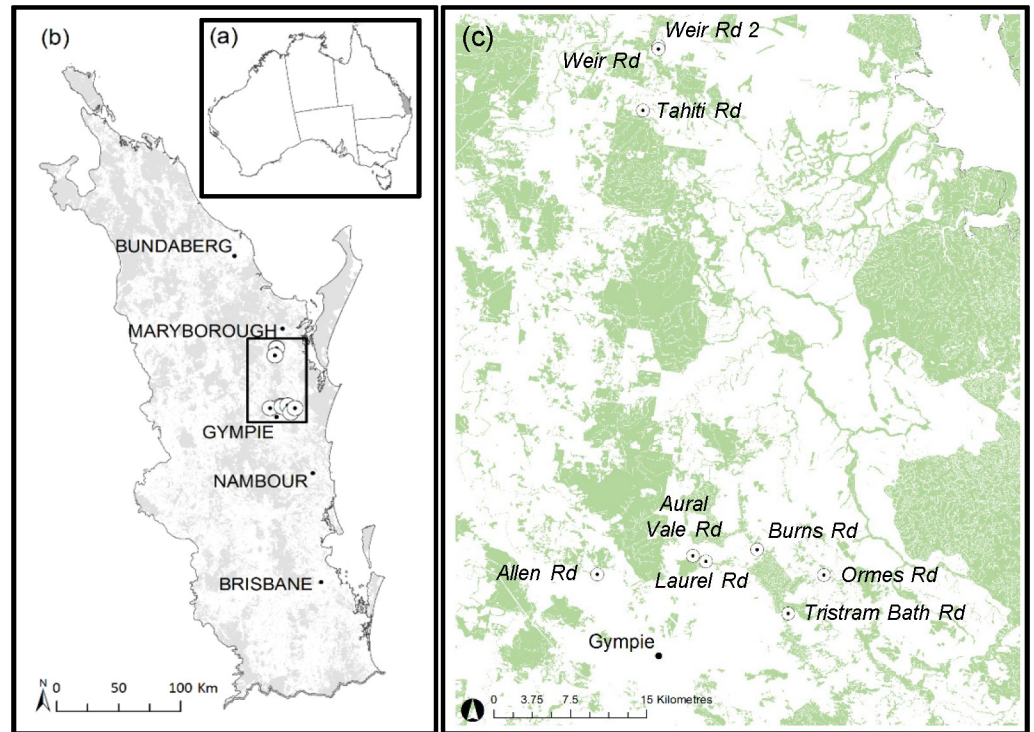 (b)
(a)
BUNDABERG
MARYBOROUGH
GYMPIE
NAMBOUR
BRISBANE
N
0 50 100 Km
(c)
Weir Rd 2
Weir Rd
Tahiti Rd
Aural
Vale Rd
Burns Rd
Allen Rd
Laurel Rd
Ormes Rd
Tristram Bath Rd
Gympie
0 3.75 7.5 15 Kilometres